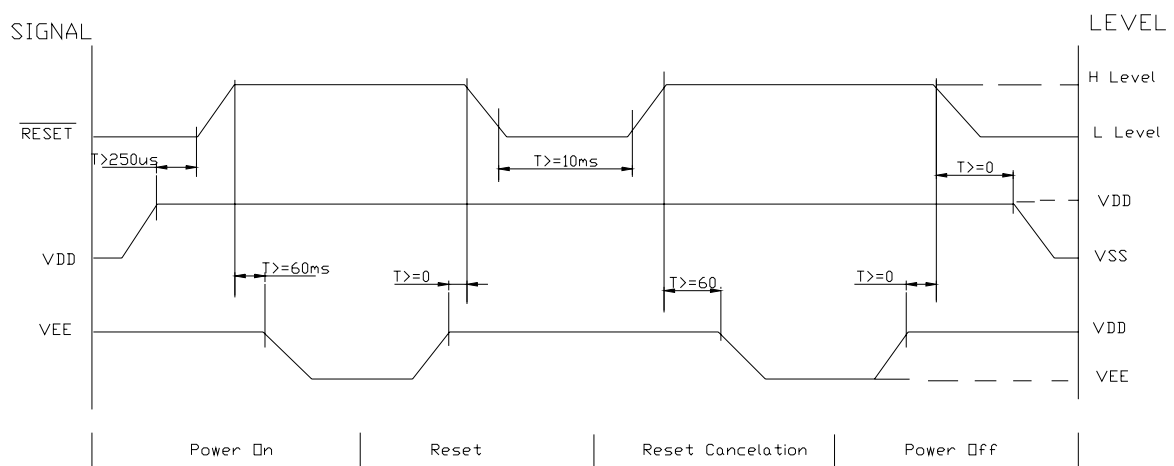 SIGNAL
LEVEL
H Level
RESET
L Level
T>250us
T>=10ms
T>=0
VDD
VDD
VSS
T>=60ms
T>=0
T>=60.
T>=0
VEE
VDD
VEE
Power On
Reset
Reset Cancelation
Power Off